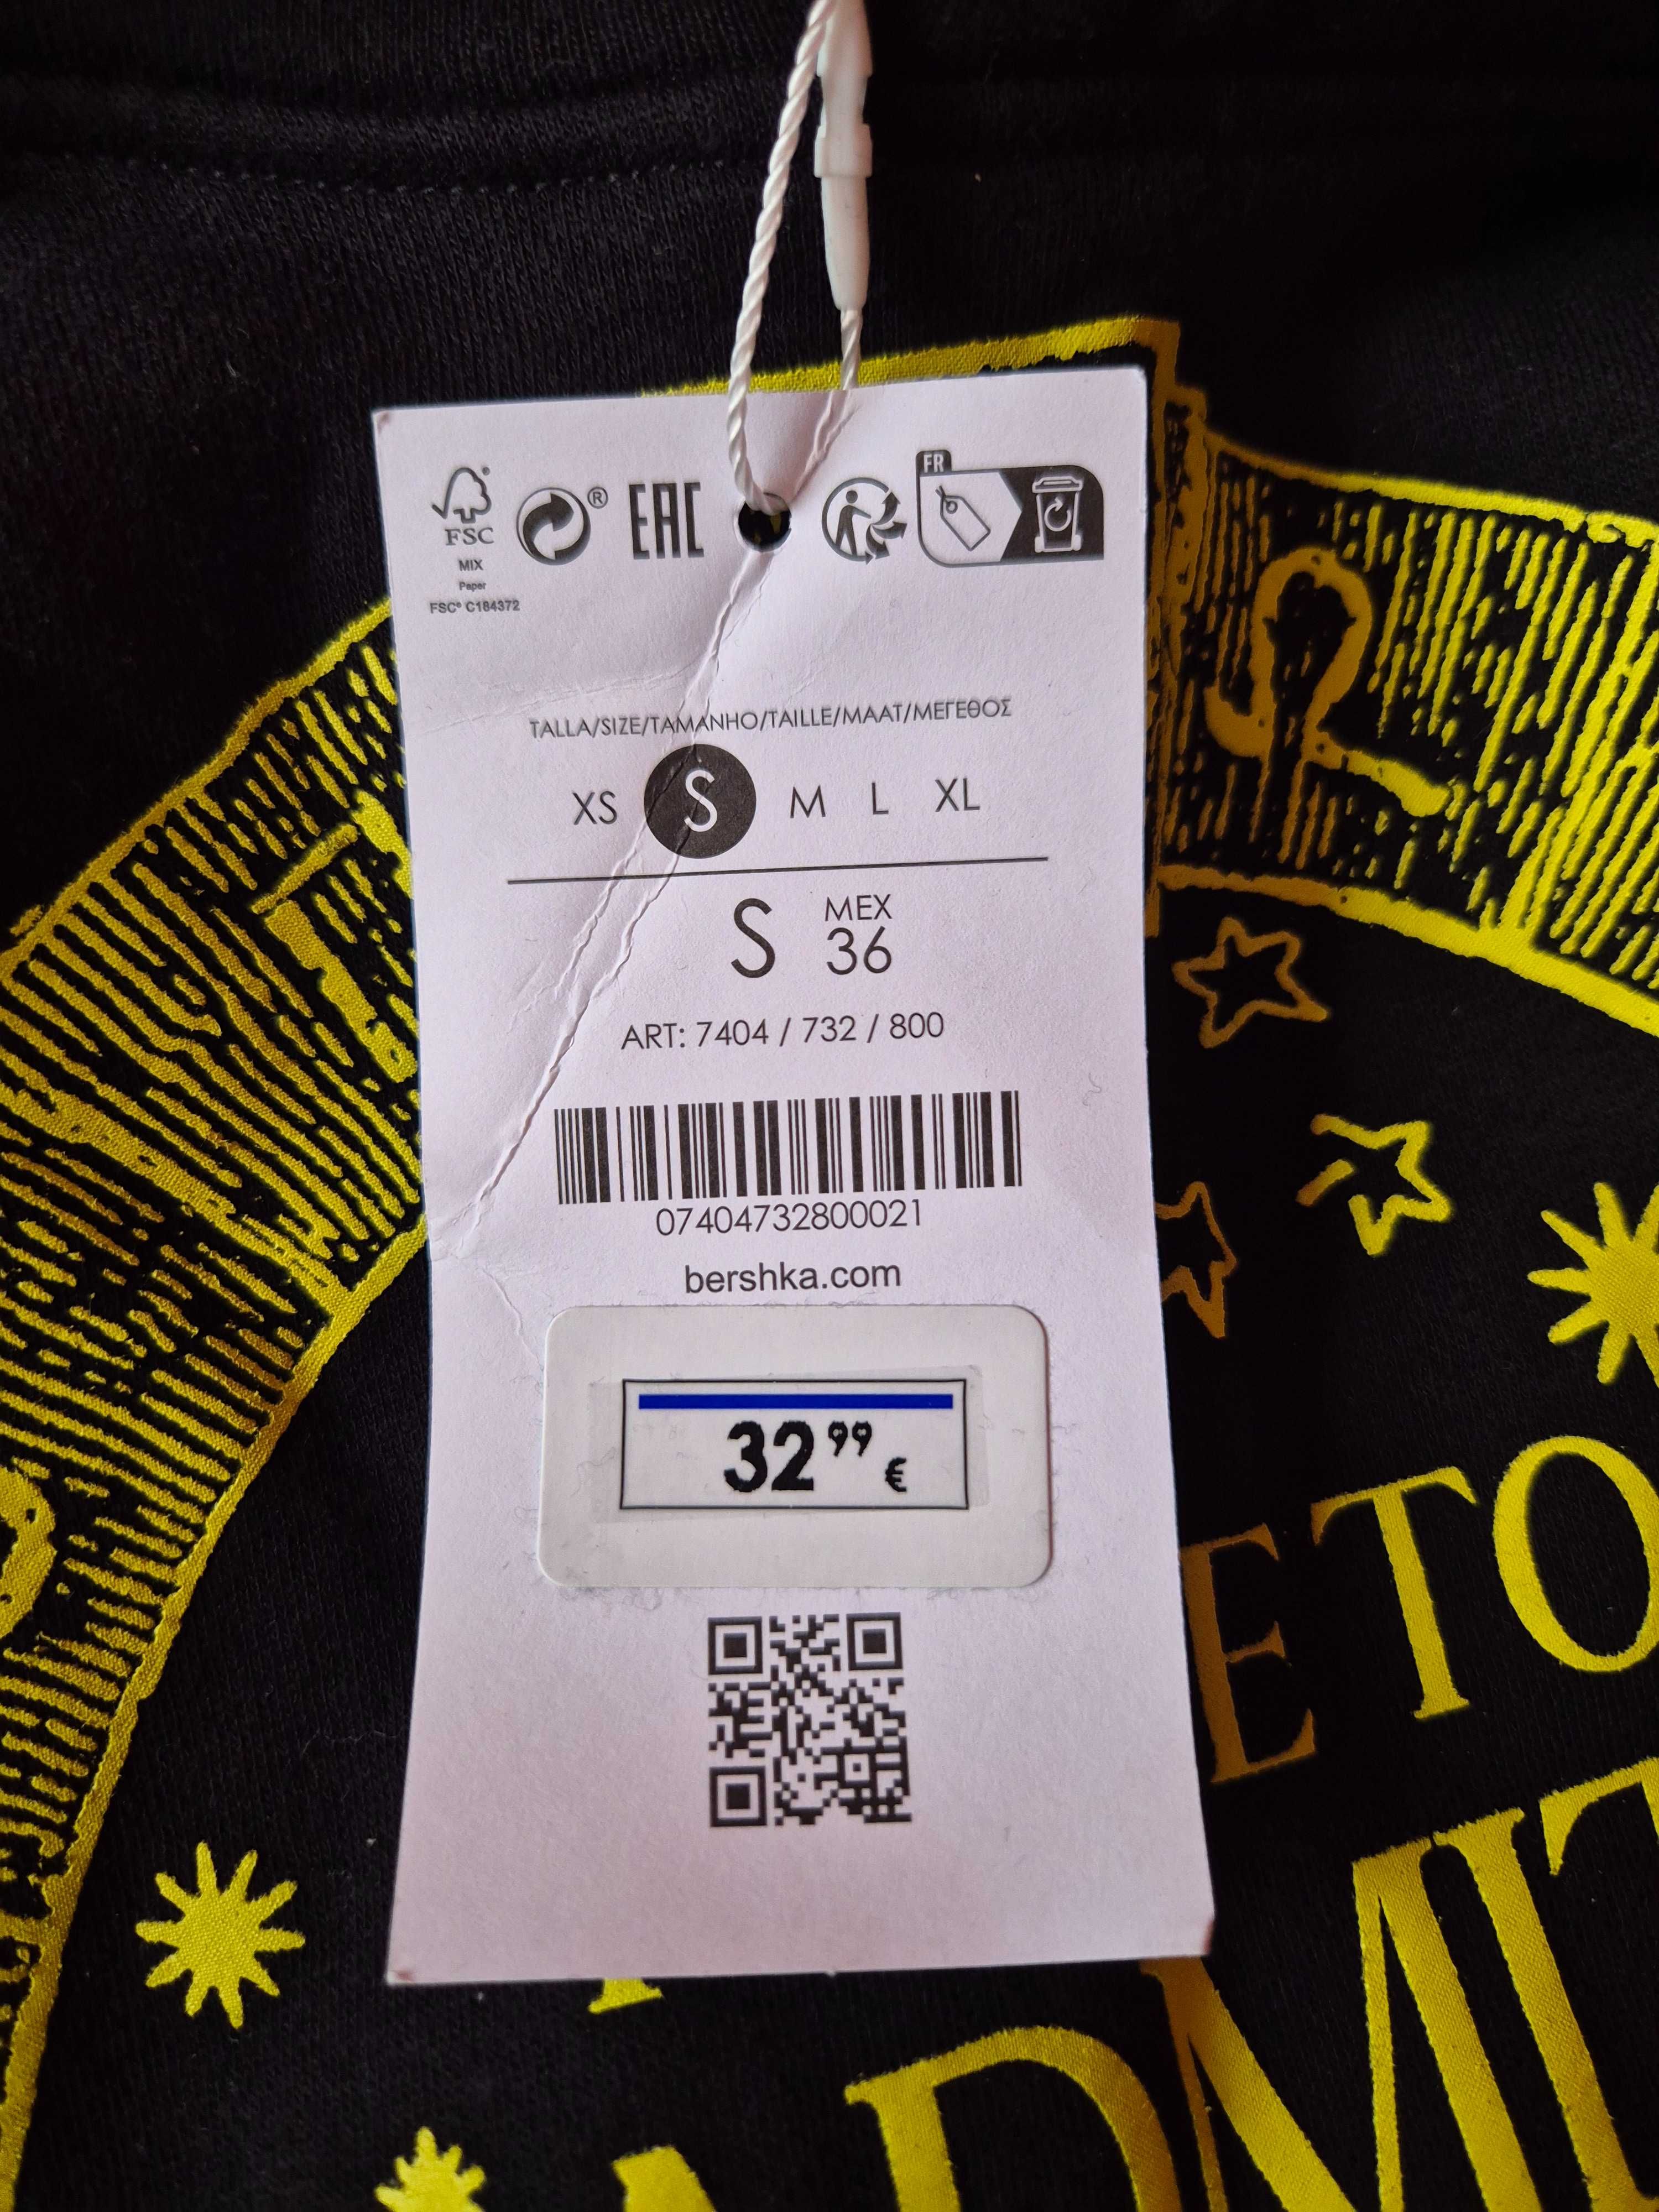 FR
FSC
®
EAC
MIX
Paper
FSC® C184372
TALLA/SIZE/TAMANHO/TAILLE/MAAT/ΜΕΓΕΘΟΣ
XS S M L XL
S MEX 36
ART: 7404 / 732 / 800
07404732800021
bershka.com
32 99 €
ETO